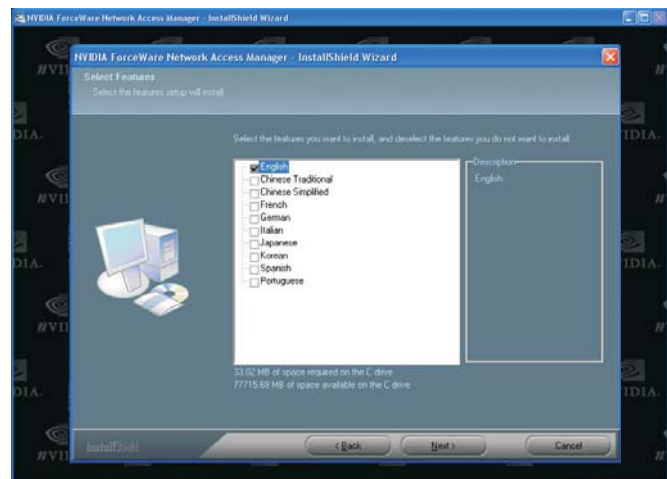 NVIDIA ForceWare Network Access Manager - InstallShield Wizard
NVIDIA ForceWare Network Access Manager - InstallShield Wizard
Select Features
Select the features setup will install.
Select the features you want to install, and deselect the features you do not want to install.
English
Chinese Traditional
Chinese Simplified
French
German
Italian
Japanese
Korean
Spanish
Portuguese
Description
English
33.02 MB of space required on the C drive
77715.68 MB of space available on the C drive
InstallShield
< Back
Next >
Cancel